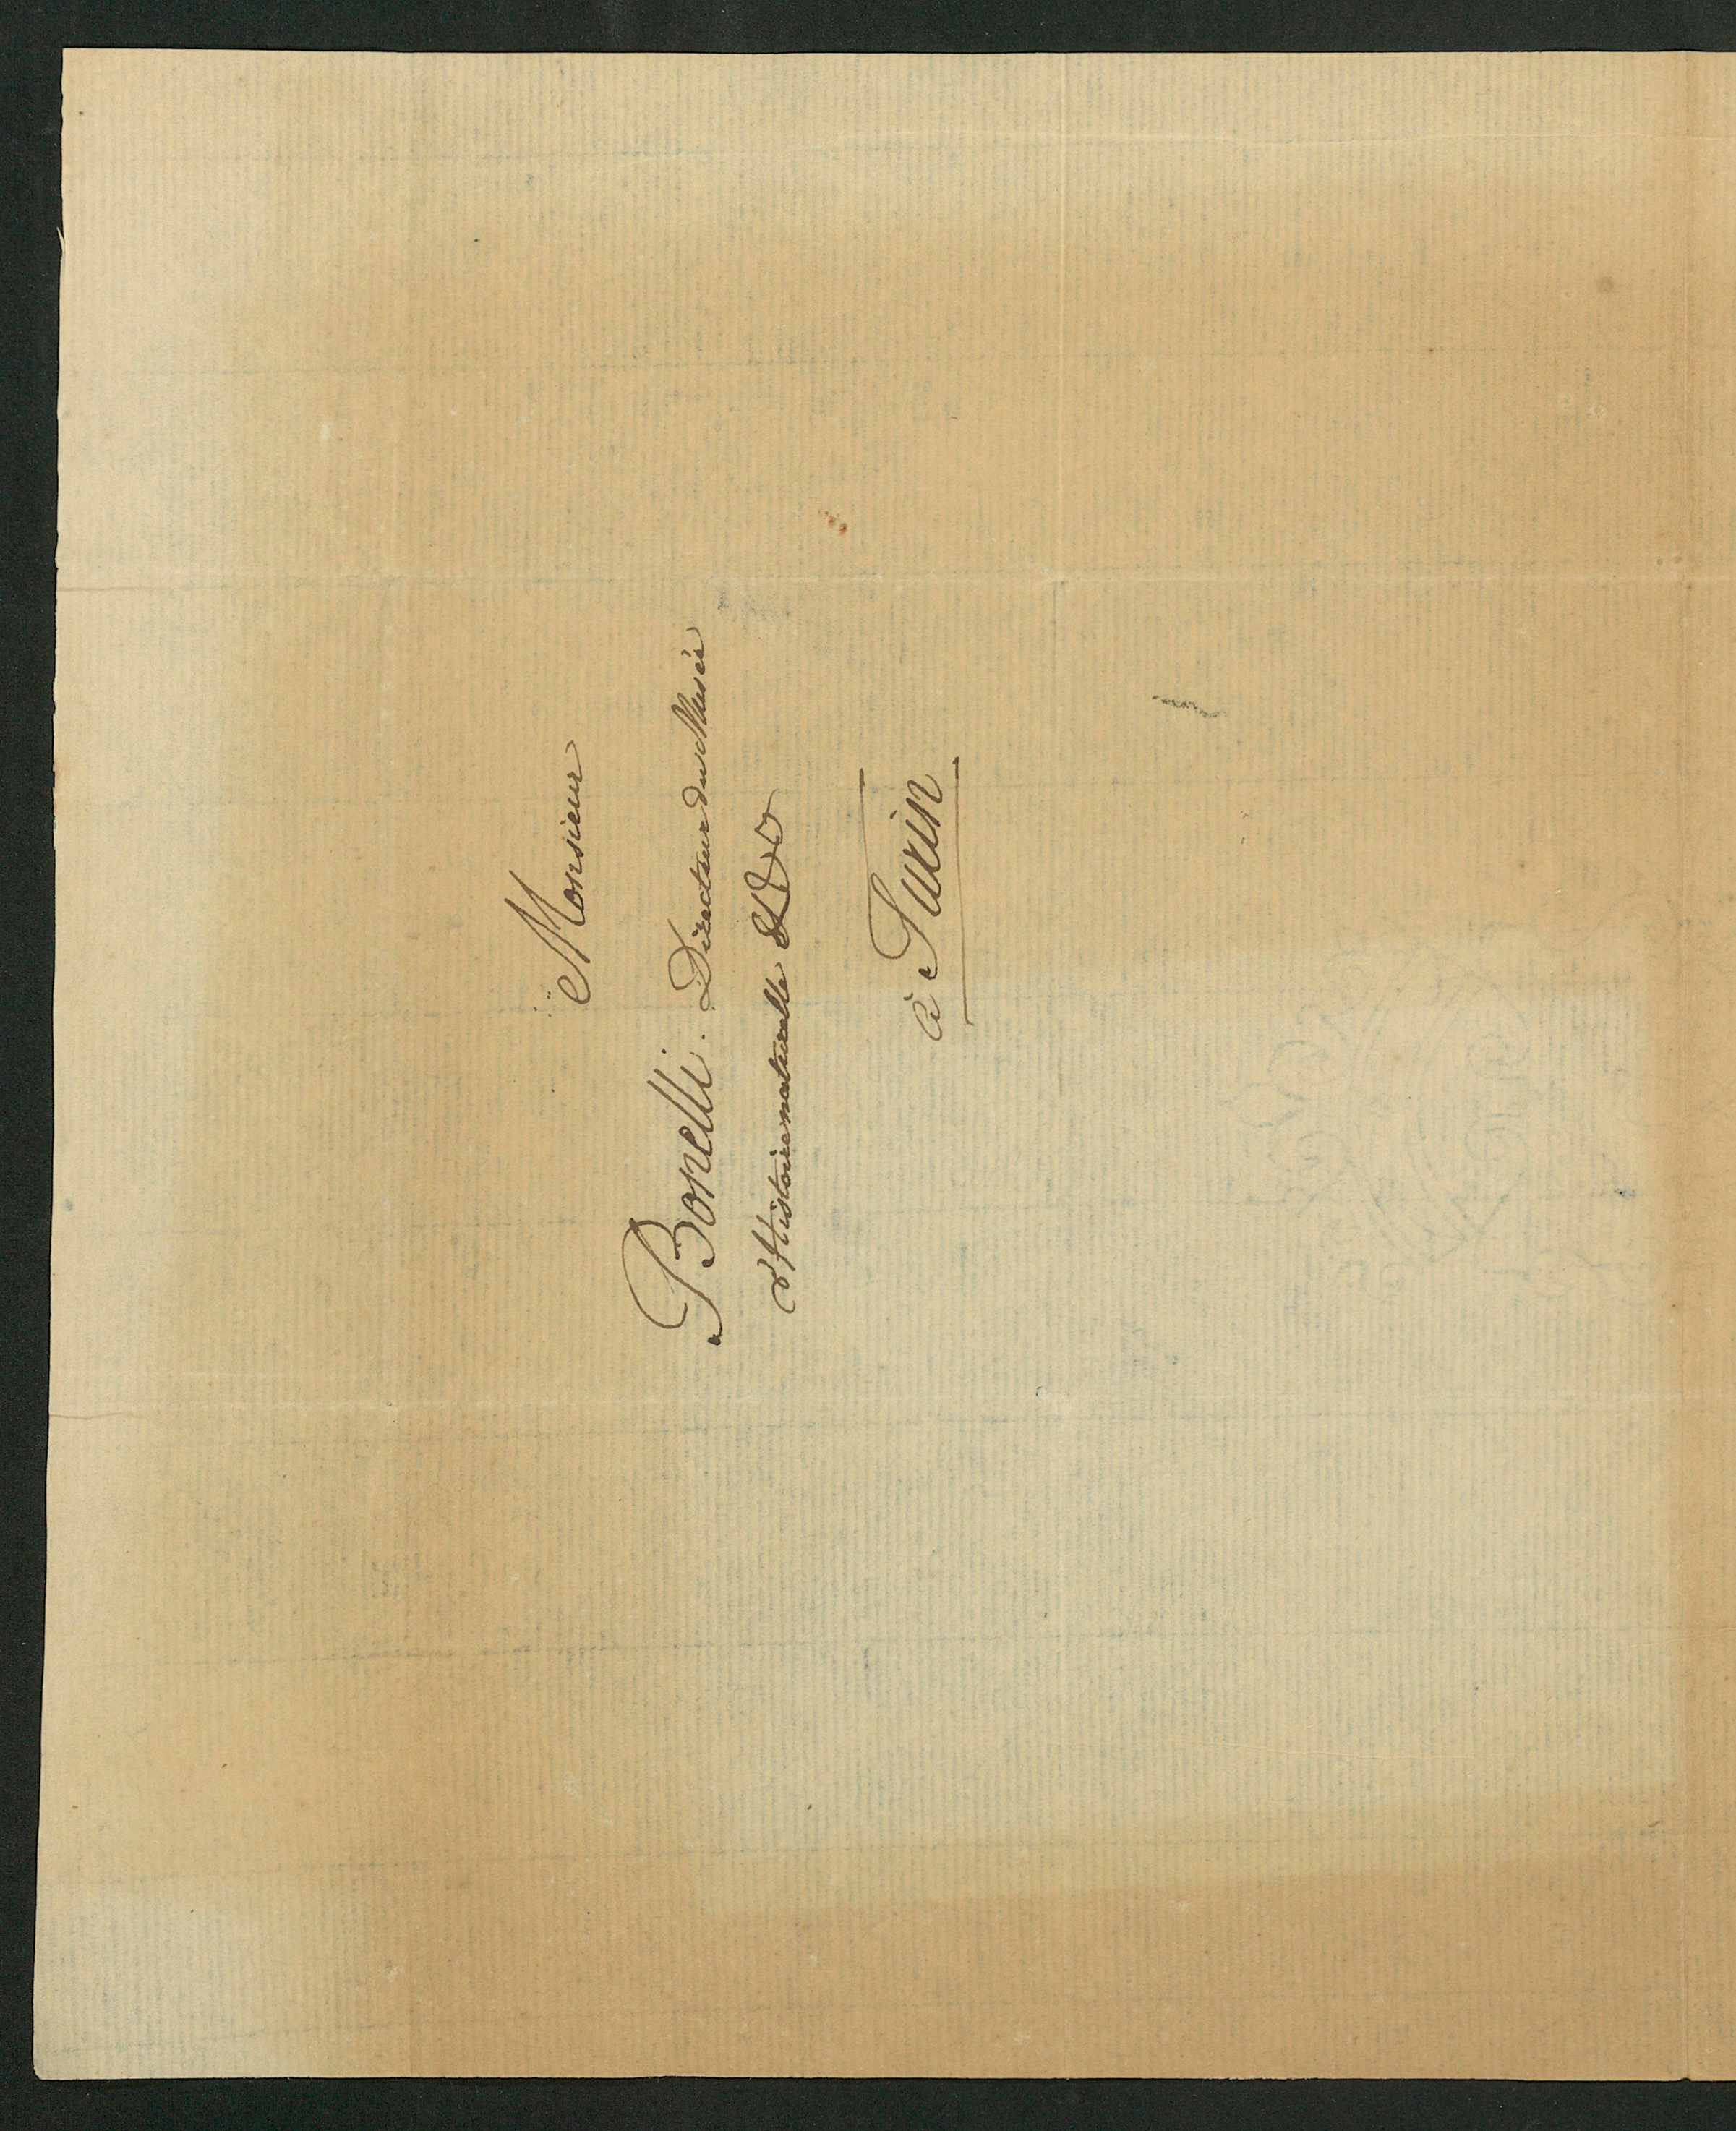 Monsieur
Bonelli. Directeur du Musée
d'Histoire naturelle &&&
à Turin